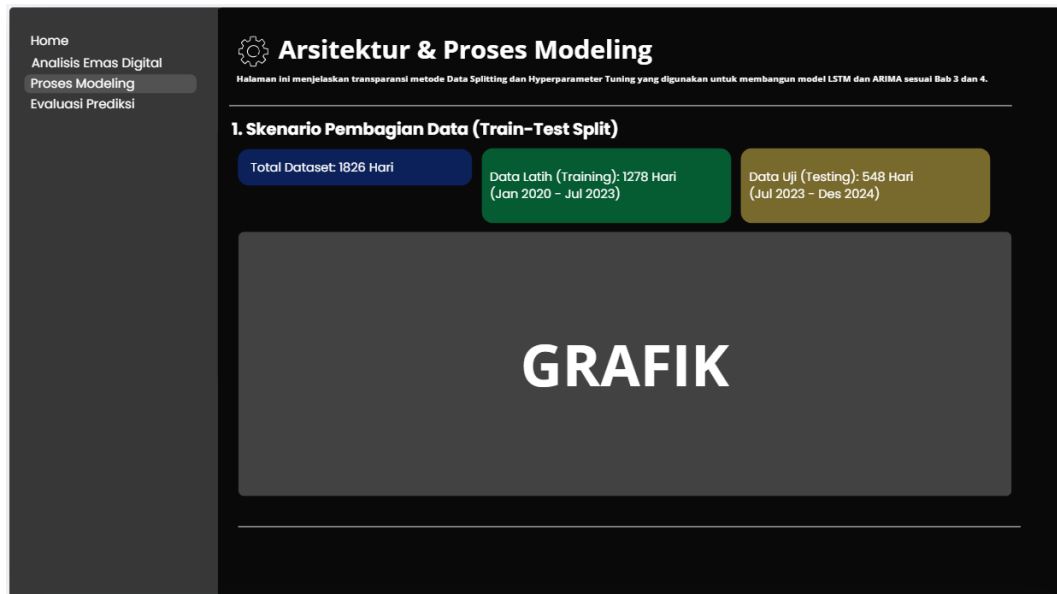 Home
Analisis Emas Digital
Proses Modeling
Evaluasi Prediksi
Arsitektur & Proses Modeling
Halaman ini menjelaskan transparansi metode Data Splitting dan Hyperparameter Tuning yang digunakan untuk membangun model LSTM dan ARIMA sesuai Bab 3 dan 4.
1. Skenario Pembagian Data (Train-Test Split)
Total Dataset: 1826 Hari
Data Latih (Training): 1278 Hari
(Jan 2020 - Jul 2023)
Data Uji (Testing): 548 Hari
(Jul 2023 - Des 2024)
GRAFIK